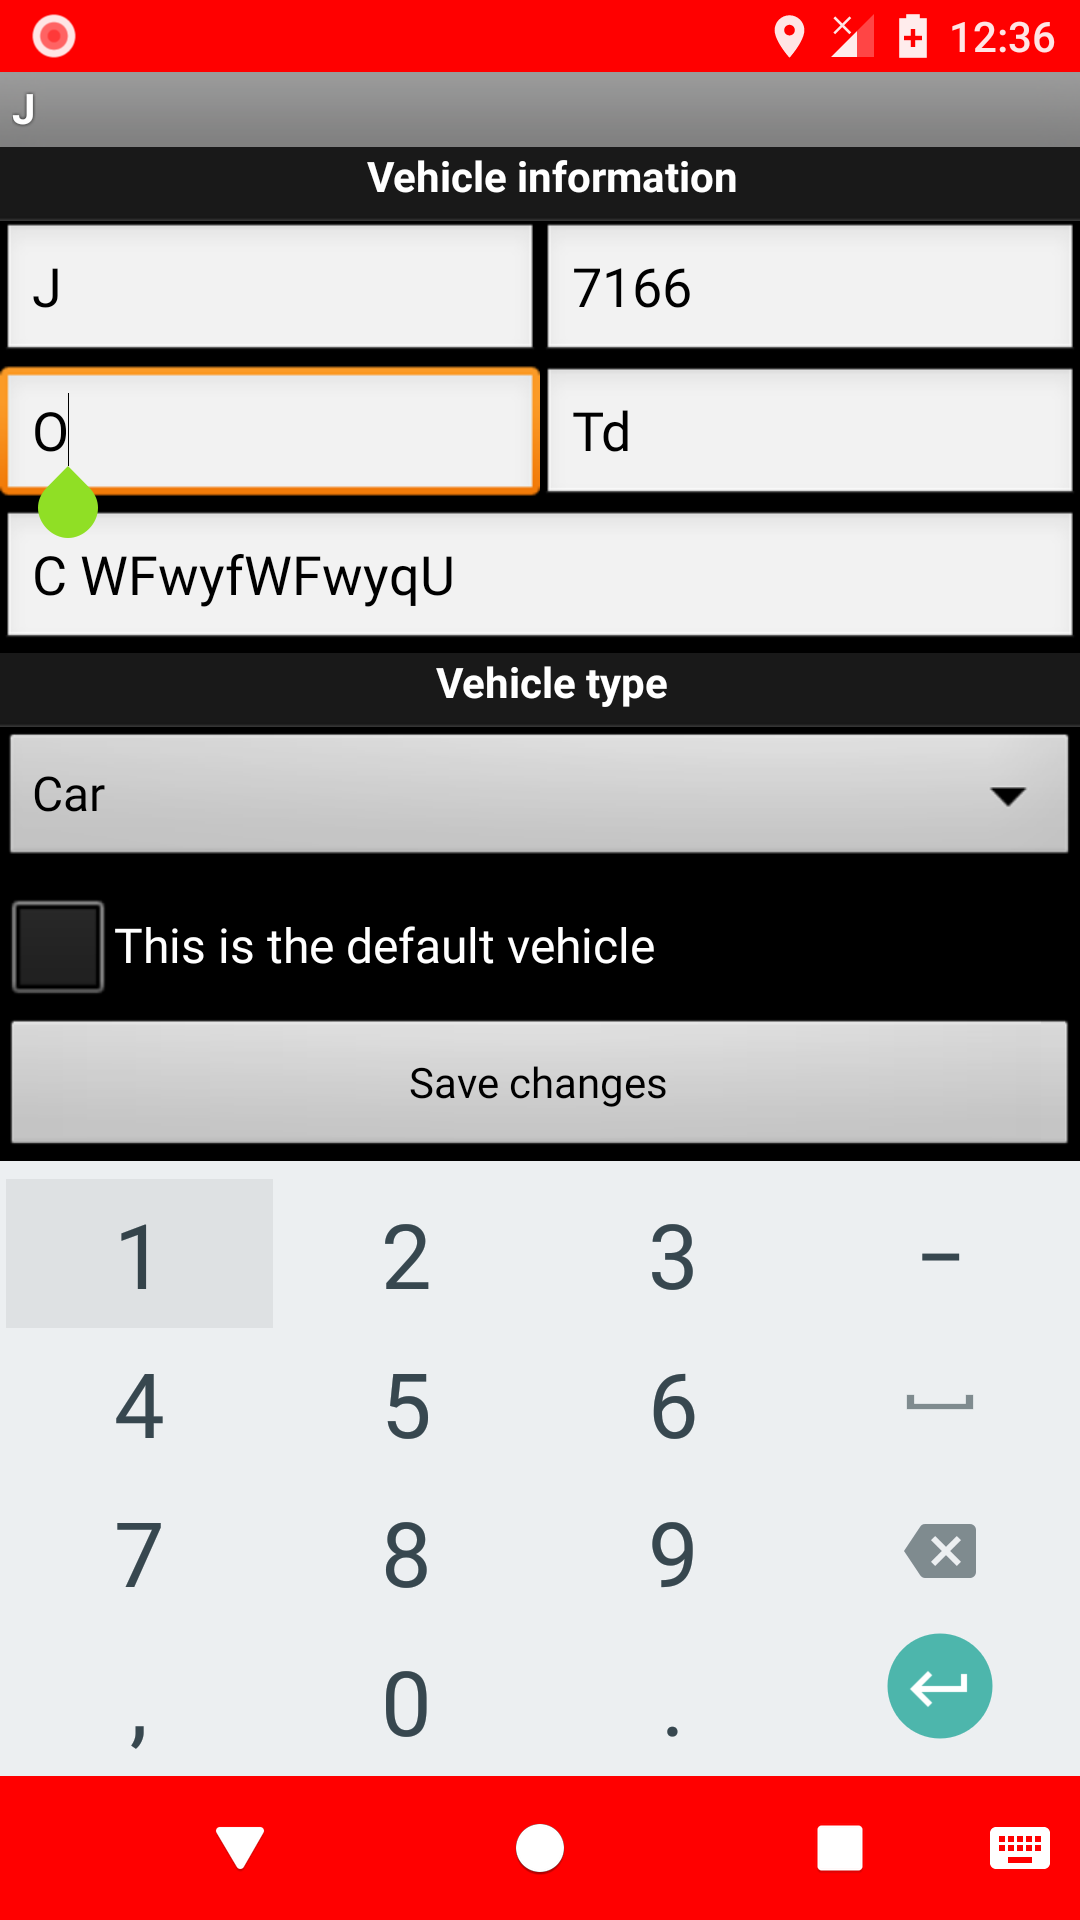 12:36
J
Vehicle information
J 7166
O Td
C WFwyfWFwyqU
Vehicle type
Car
This is the default vehicle
Save changes
1 2 3 –
4 5 6
7 8 9
, 0 .